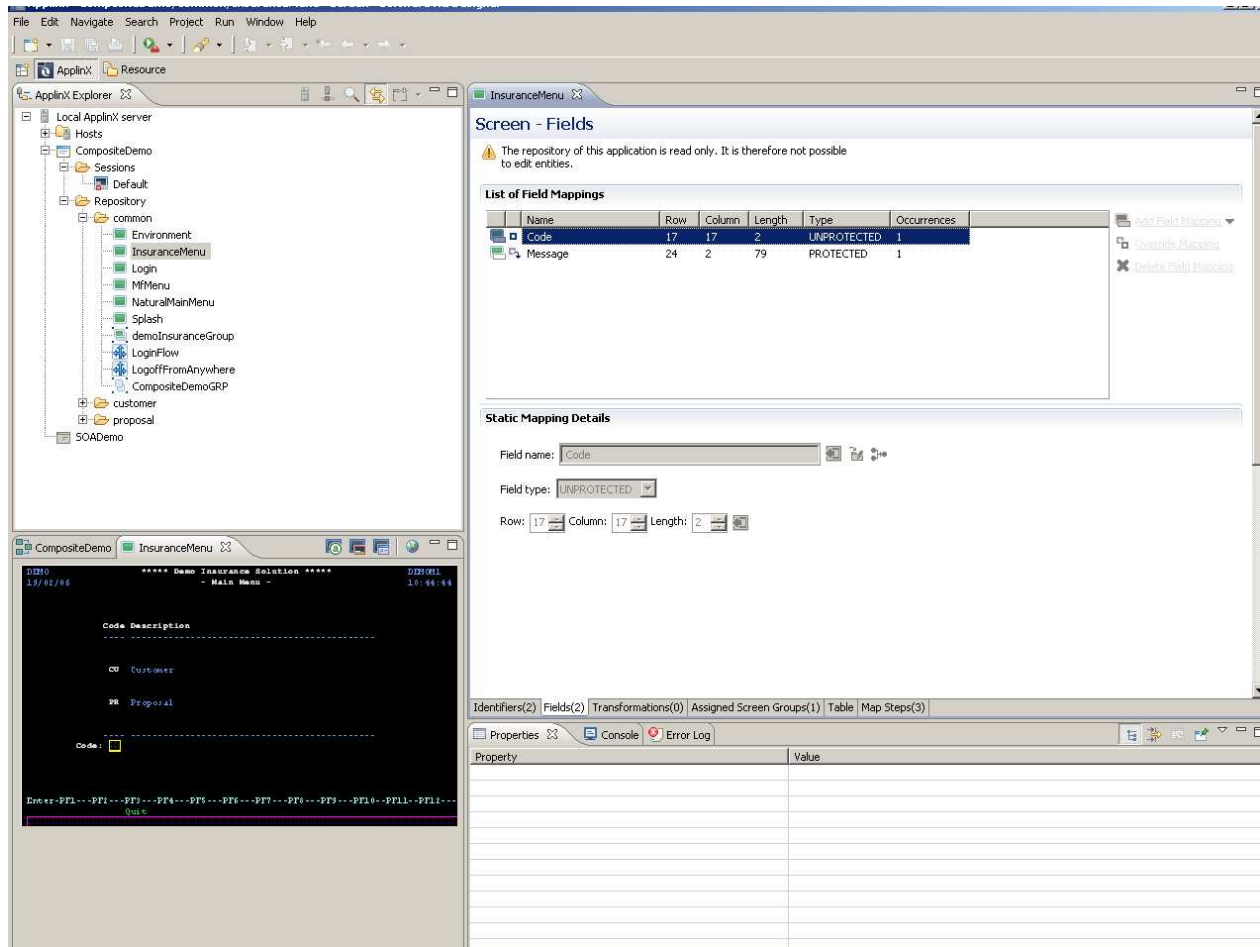 File Edit Navigate Search Project Run Window Help
ApplinX Resource
ApplinX Explorer
Local ApplinX server
Hosts
CompositeDemo
Sessions
Default
Repository
common
Environment
InsuranceMenu
Login
MfMenu
NaturalMainMenu
Splash
demoInsuranceGroup
LoginFlow
LogoffFromAnywhere
CompositeDemoGRP
customer
proposal
SOADemo
InsuranceMenu
Screen - Fields
The repository of this application is read only. It is therefore not possible
to edit entities.
List of Field Mappings
Name Row Column Length Type Occurrences
Code 17 17 2 UNPROTECTED 1
Message 24 2 79 PROTECTED 1
Add Field Mapping
Override Mapping
Delete Field Mapping
Static Mapping Details
Field name: Code
Field type: UNPROTECTED
Row: 17 Column: 17 Length: 2
Identifiers(2) Fields(2) Transformations(0) Assigned Screen Groups(1) Table Map Steps(3)
CompositeDemo InsuranceMenu
DEMO ***** Demo Insurance Solution *****
19/02/06 - Main Menu - 18:44:44
Code Description
---- -------------------------------------------
CU Customer
PR Proposal
---- -------------------------------------------
Code:
Enter-PF1---PF2---PF3---PF4---PF5---PF6---PF7---PF8---PF9---PF10--PF11--PF12---
Quit
Properties Console Error Log
Property Value